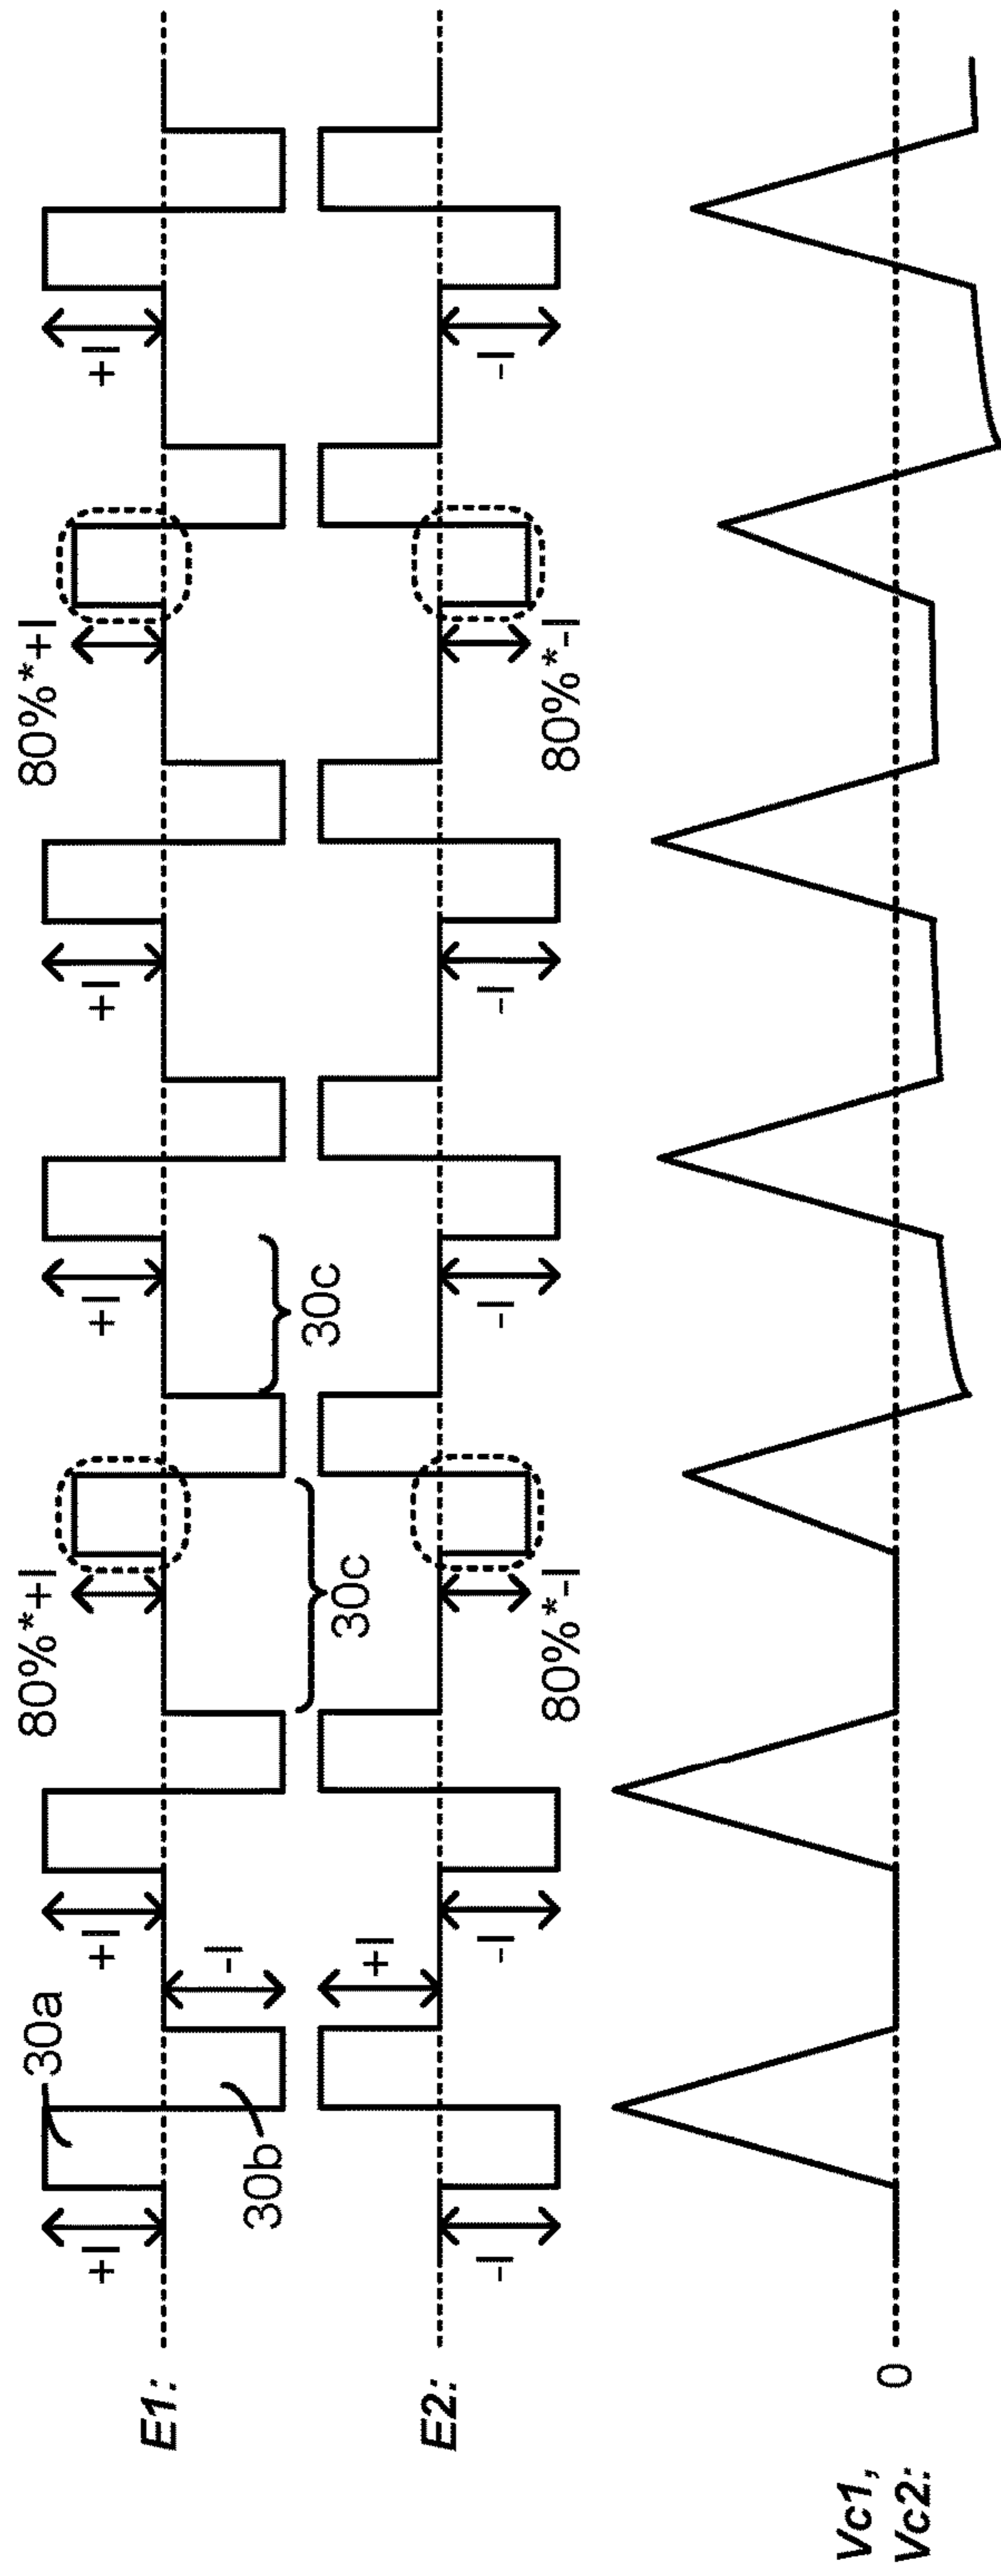 E1:
+I
30a
30b
-I
+I
80%*+I
30c
30c
+I
+I
80%*+I
+I
E2:
-I
+I
-I
80%*-I
-I
-I
80%*-I
-I
Vc1,
Vc2:
0